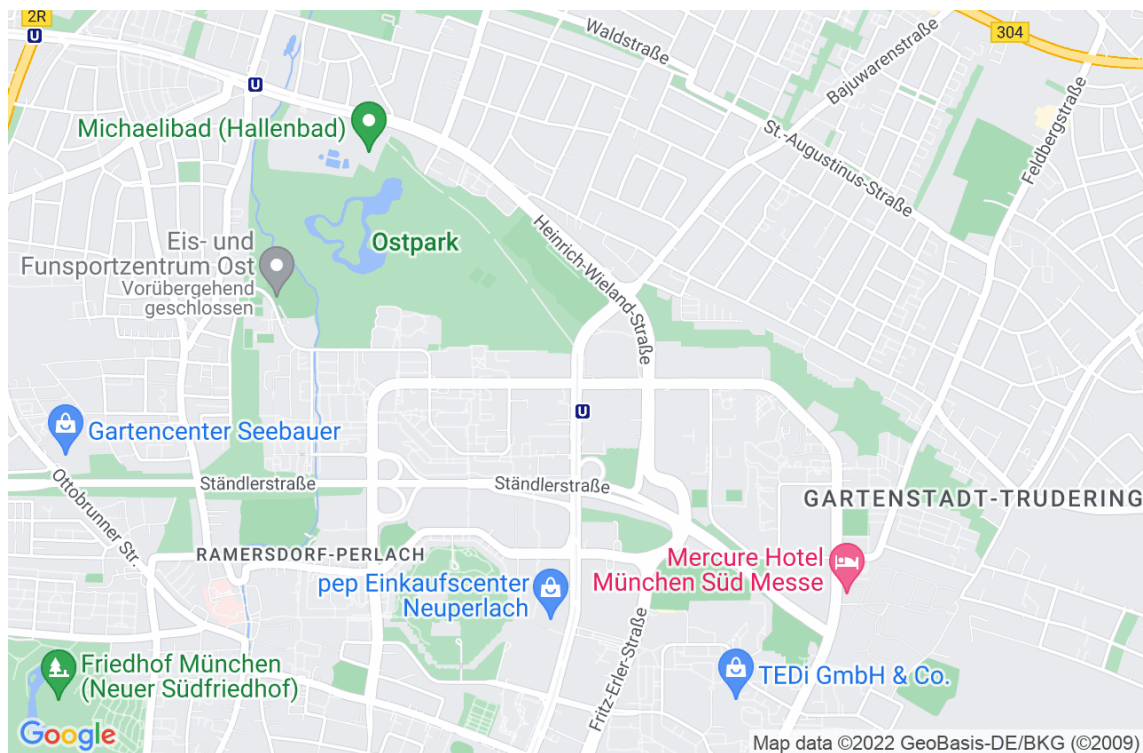 2R
U
304
Waldstraße
Bajuwarenstraße
U
Michaelibad (Hallenbad)
St.-Augustinus-Straße
Feldbergstraße
Ostpark
Heinrich-Wieland-Straße
Eis- und
Funsportzentrum Ost
Vorübergehend
geschlossen
U
Gartencenter Seebauer
Ottobrunner Str.
Ständlerstraße
Ständlerstraße
GARTENSTADT-TRUDERING
RAMERSDORF-PERLACH
Mercure Hotel
München Süd Messe
pep Einkaufscenter
Neuperlach
Fritz-Erler-Straße
Friedhof München
(Neuer Südfriedhof)
TEDi GmbH & Co.
Google
Map data ©2022 GeoBasis-DE/BKG (©2009)